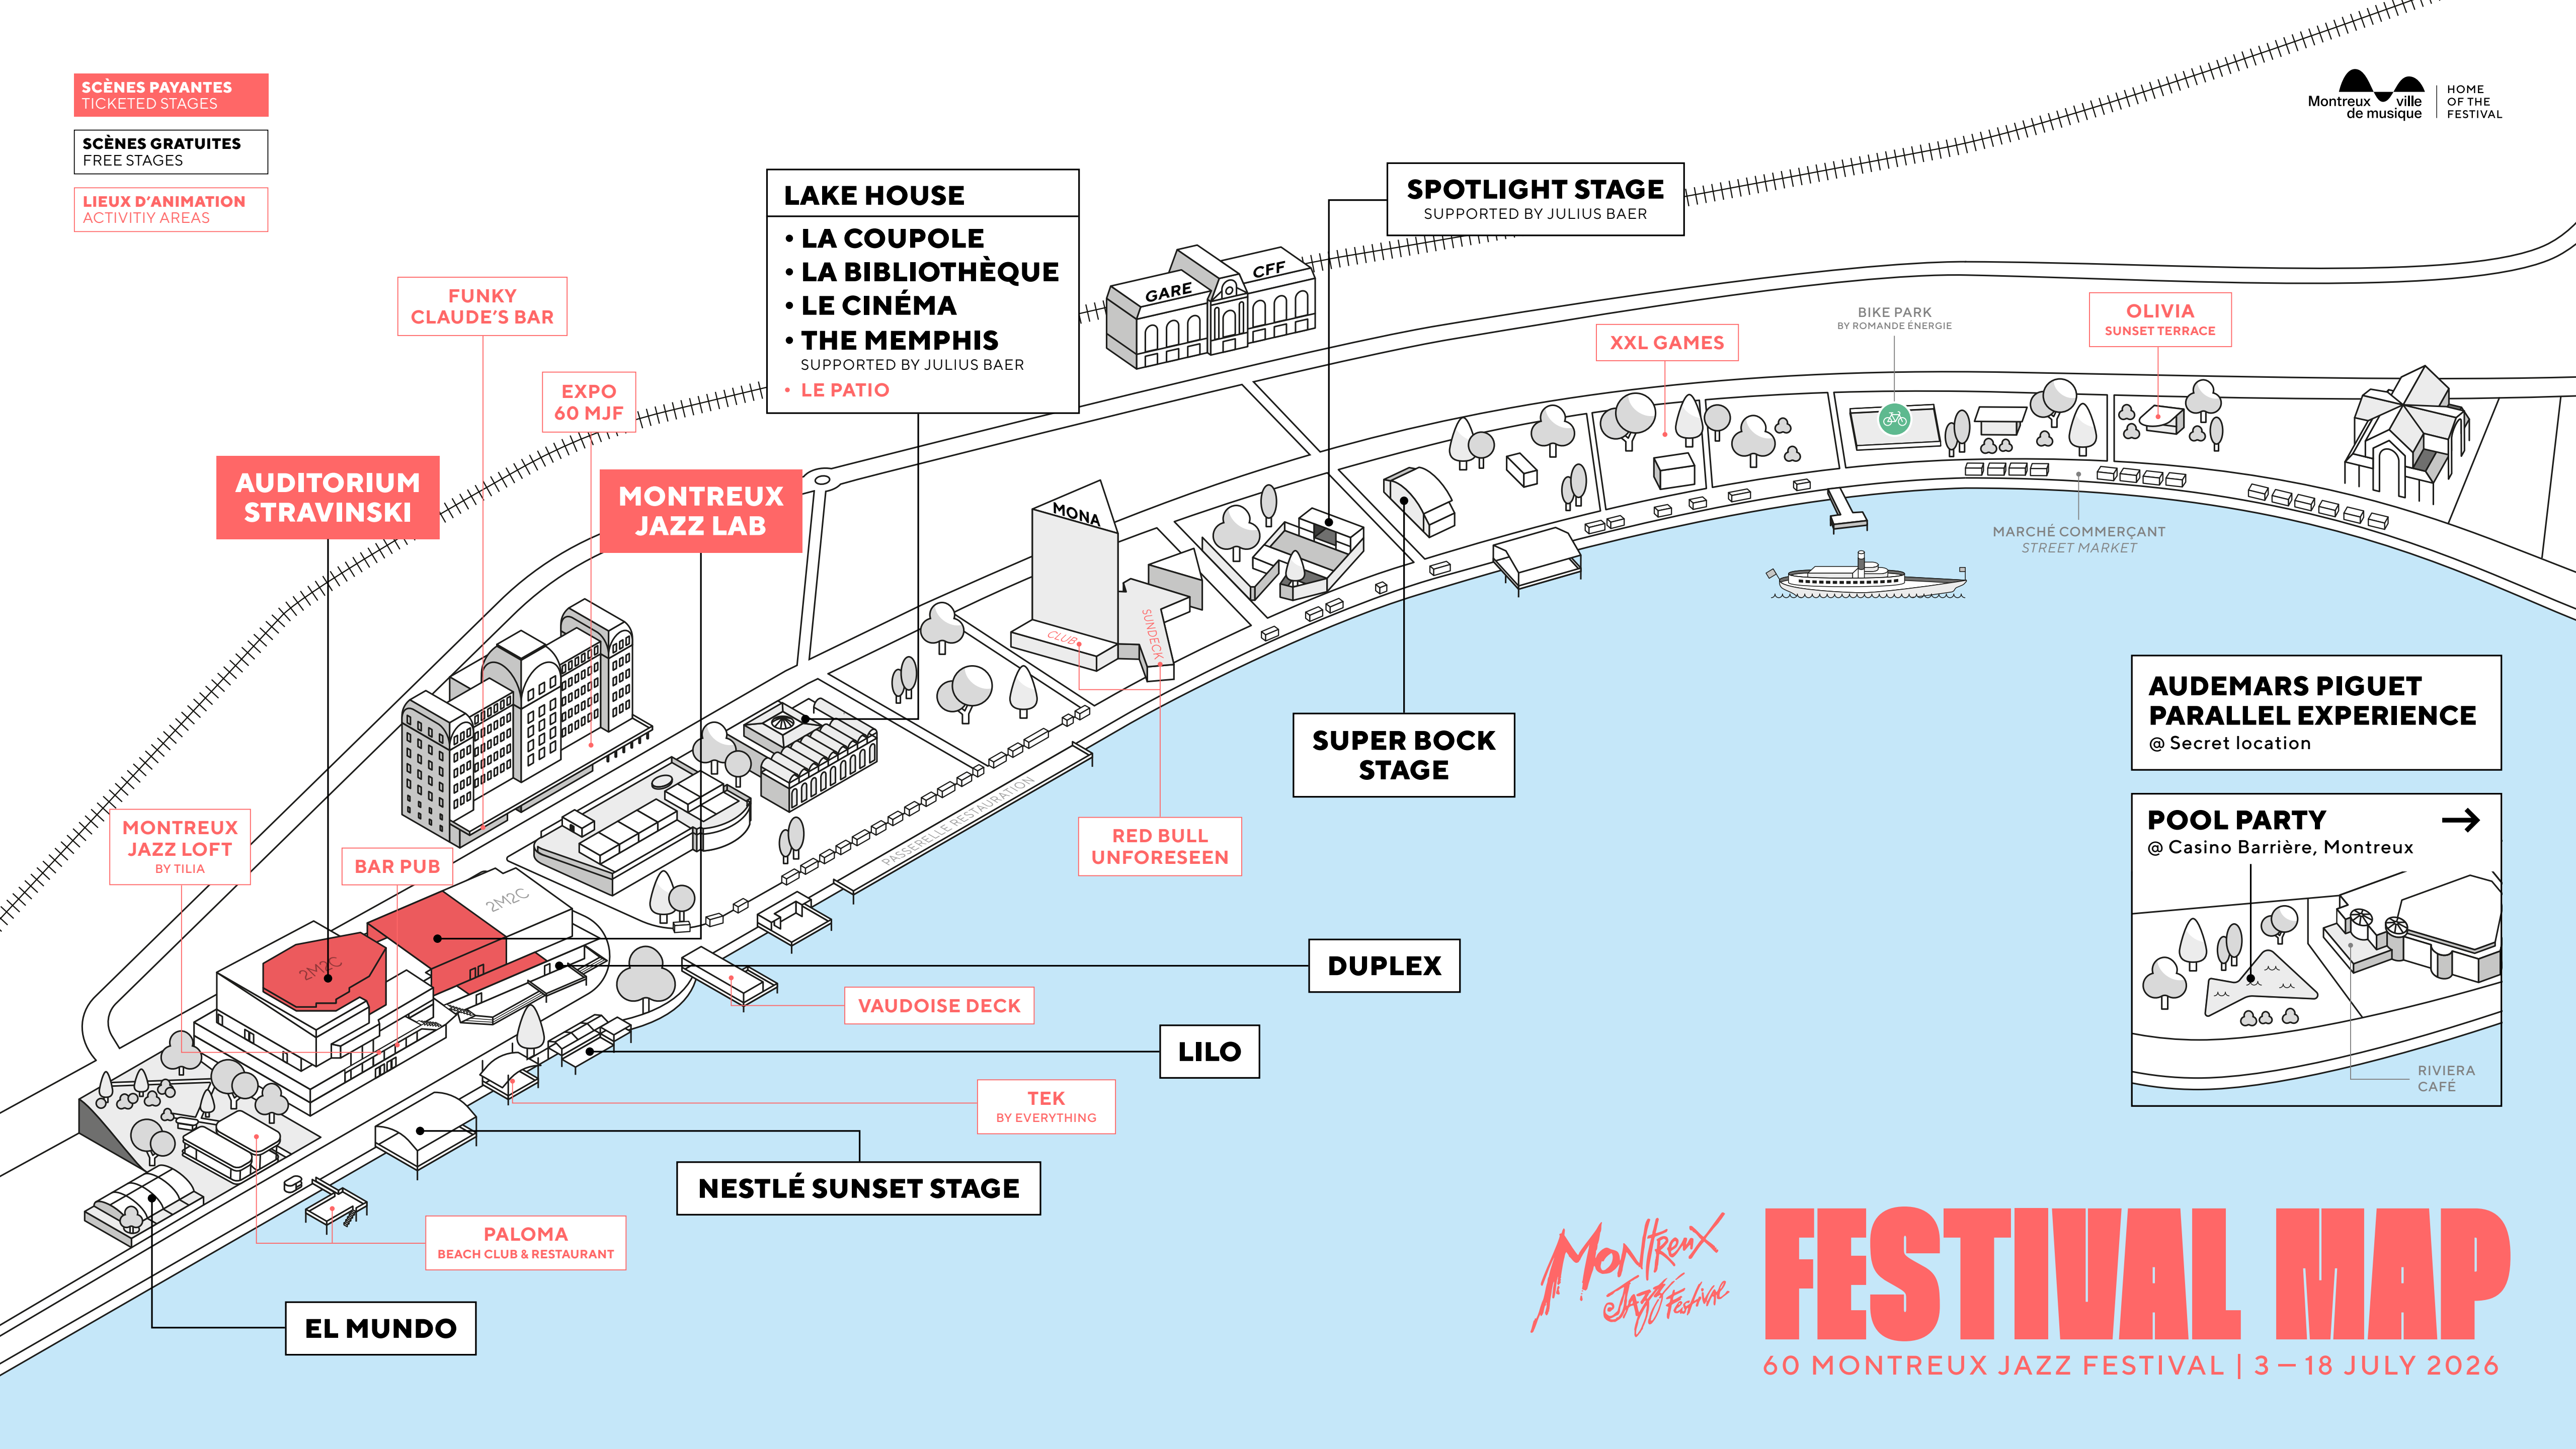 SCÈNES PAYANTES
TICKETED STAGES
SCÈNES GRATUITES
FREE STAGES
LIEUX D'ANIMATION
ACTIVITIY AREAS
Montreux ville
de musique
HOME
OF THE
FESTIVAL
LAKE HOUSE
• LA COUPOLE
• LA BIBLIOTHÈQUE
• LE CINÉMA
• THE MEMPHIS
SUPPORTED BY JULIUS BAER
• LE PATIO
SPOTLIGHT STAGE
SUPPORTED BY JULIUS BAER
GARE
CFF
FUNKY
CLAUDE'S BAR
EXPO
60 MJF
XXL GAMES
BIKE PARK
BY ROMANDE ÉNERGIE
OLIVIA
SUNSET TERRACE
AUDITORIUM
STRAVINSKI
MONTREUX
JAZZ LAB
MONA
CLUB
SUNDECK
MARCHÉ COMMERÇANT
STREET MARKET
SUPER BOCK
STAGE
AUDEMARS PIGUET
PARALLEL EXPERIENCE
@ Secret location
MONTREUX
JAZZ LOFT
BY TILIA
BAR PUB
PASSERELLE RESTAURATION
RED BULL
UNFORESEEN
POOL PARTY →
@ Casino Barrière, Montreux
RIVIERA
CAFÉ
2M2C
2M2C
DUPLEX
VAUDOISE DECK
LILO
TEK
BY EVERYTHING
NESTLÉ SUNSET STAGE
PALOMA
BEACH CLUB & RESTAURANT
EL MUNDO
Montreux
Jazz Festival
FESTIVAL MAP
60 MONTREUX JAZZ FESTIVAL | 3—18 JULY 2026